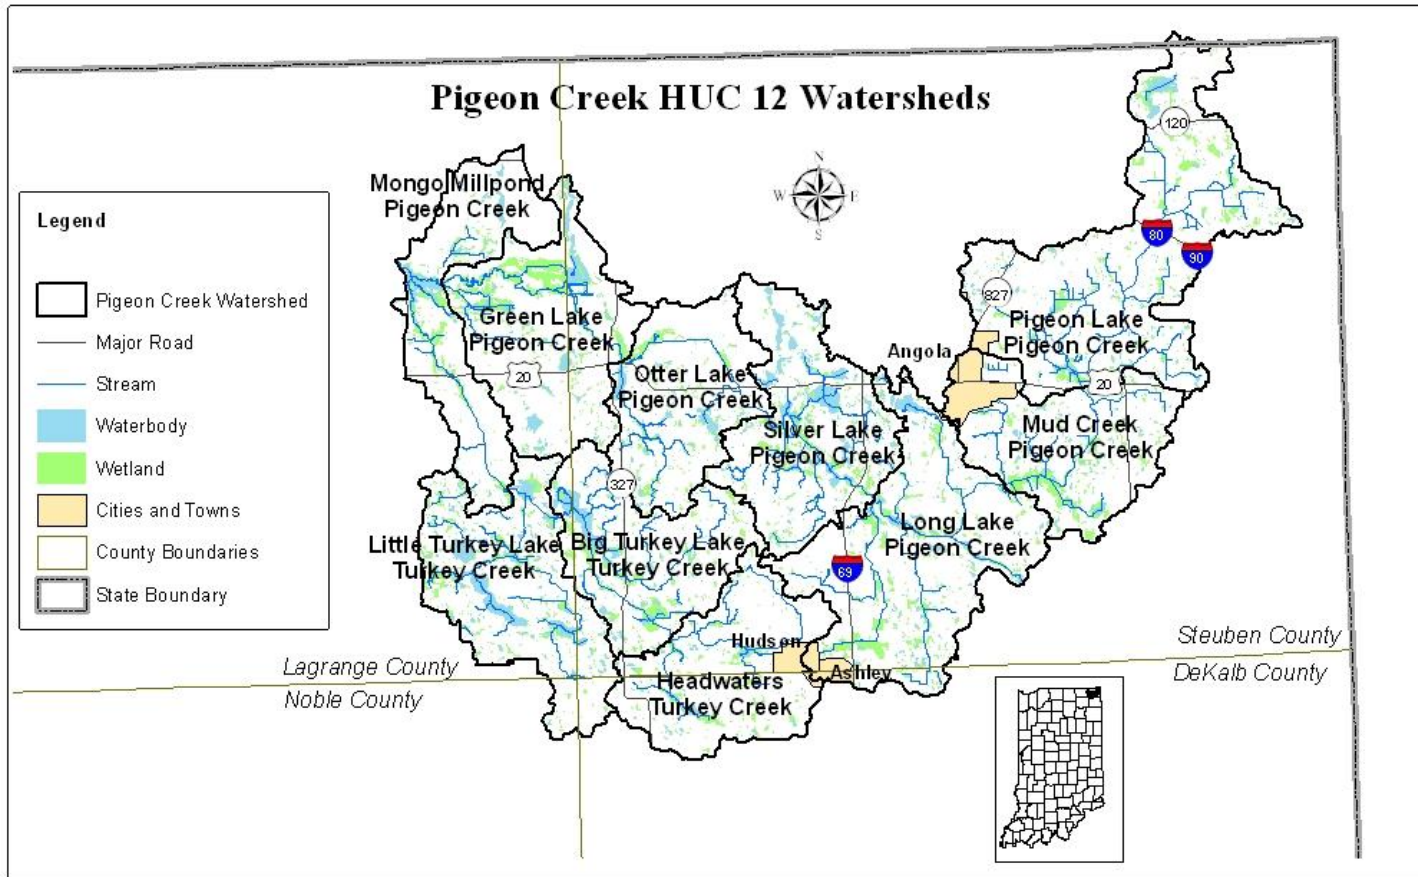 Pigeon Creek HUC 12 Watersheds
N
W
E
S
120
80
90
827
Mongo Millpond
Pigeon Creek
Legend
Pigeon Creek Watershed
Major Road
Stream
Waterbody
Wetland
Cities and Towns
County Boundaries
State Boundary
Green Lake
Pigeon Creek
20
Otter Lake
Pigeon Creek
Angola
Pigeon Lake
Pigeon Creek
20
Silver Lake
Pigeon Creek
Mud Creek
Pigeon Creek
327
Little Turkey Lake
Turkey Creek
Big Turkey Lake
Turkey Creek
Long Lake
Pigeon Creek
69
Hudson
Ashley
Headwaters
Turkey Creek
Lagrange County
Noble County
Steuben County
DeKalb County